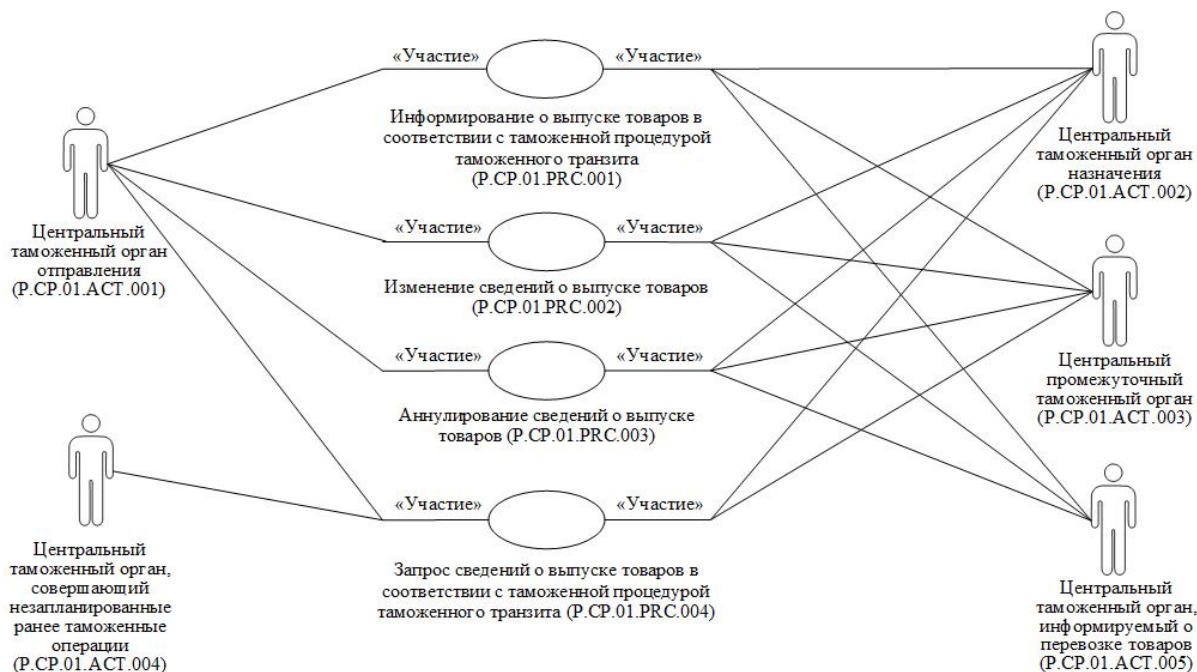 «Участие»
«Участие»
Информирование о выпуске товаров в
соответствии с таможенной процедурой
таможенного транзита
(P.CP.01.PRC.001)
Центральный
таможенный орган
назначения
(P.CP.01.ACT.002)
Центральный
таможенный орган
отправления
(P.CP.01.ACT.001)
«Участие»
«Участие»
Изменение сведений о выпуске товаров
(P.CP.01.PRC.002)
«Участие»
«Участие»
Аннулирование сведений о выпуске
товаров (P.CP.01.PRC.003)
Центральный
промежуточный
таможенный орган
(P.CP.01.ACT.003)
«Участие»
«Участие»
Запрос сведений о выпуске товаров в
соответствии с таможенной процедурой
таможенного транзита (P.CP.01.PRC.004)
Центральный
таможенный орган,
совершающий
незапланированные
ранее таможенные
операции
(P.CP.01.ACT.004)
Центральный
таможенный орган,
информируемый о
перевозке товаров
(P.CP.01.ACT.005)